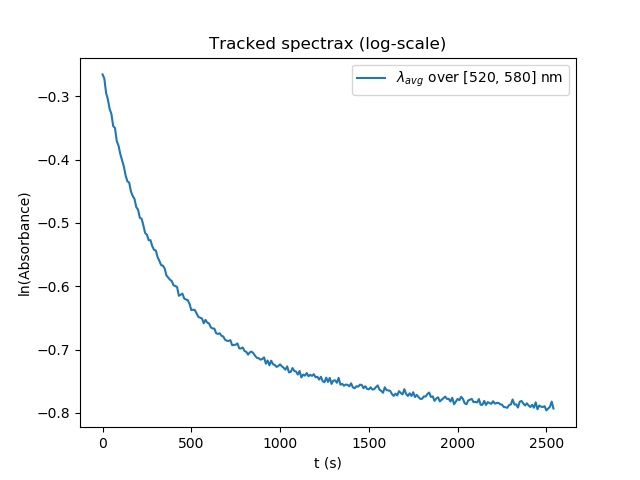 Tracked spectrax (log-scale)
λavg over [520, 580] nm
−0.3
−0.4
−0.5
−0.6
−0.7
−0.8
ln(Absorbance)
0 500 1000 1500 2000 2500
t (s)